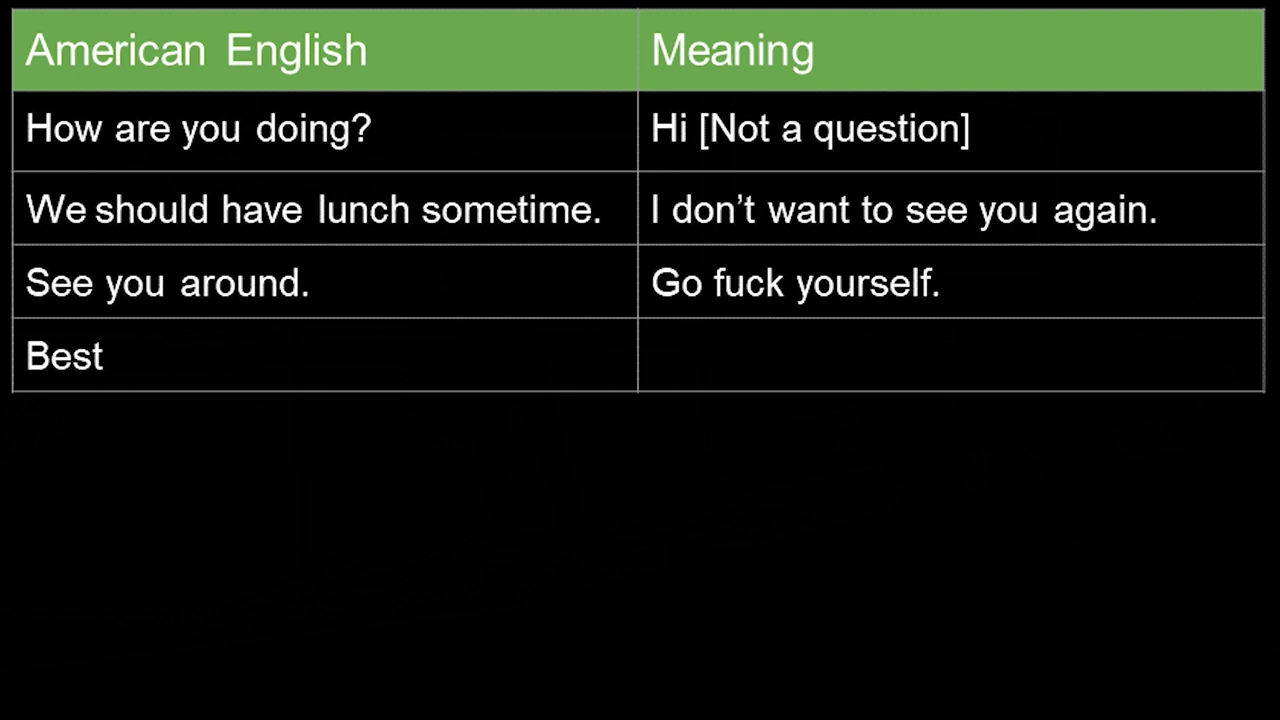 American English Meaning
How are you doing? Hi [Not a question]
We should have lunch sometime. I don’t want to see you again.
See you around. Go fuck yourself.
Best